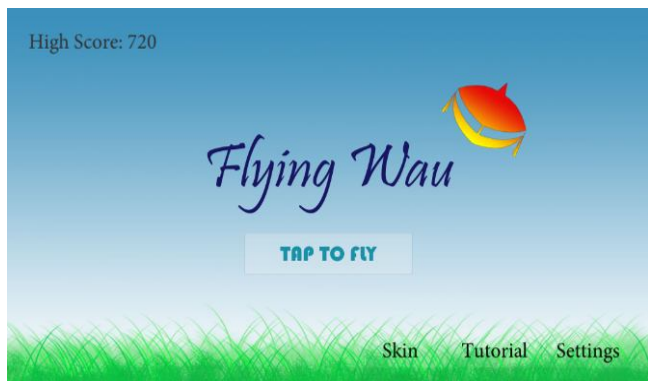 High Score: 720
Flying Wau
TAP TO FLY
Skin Tutorial Settings